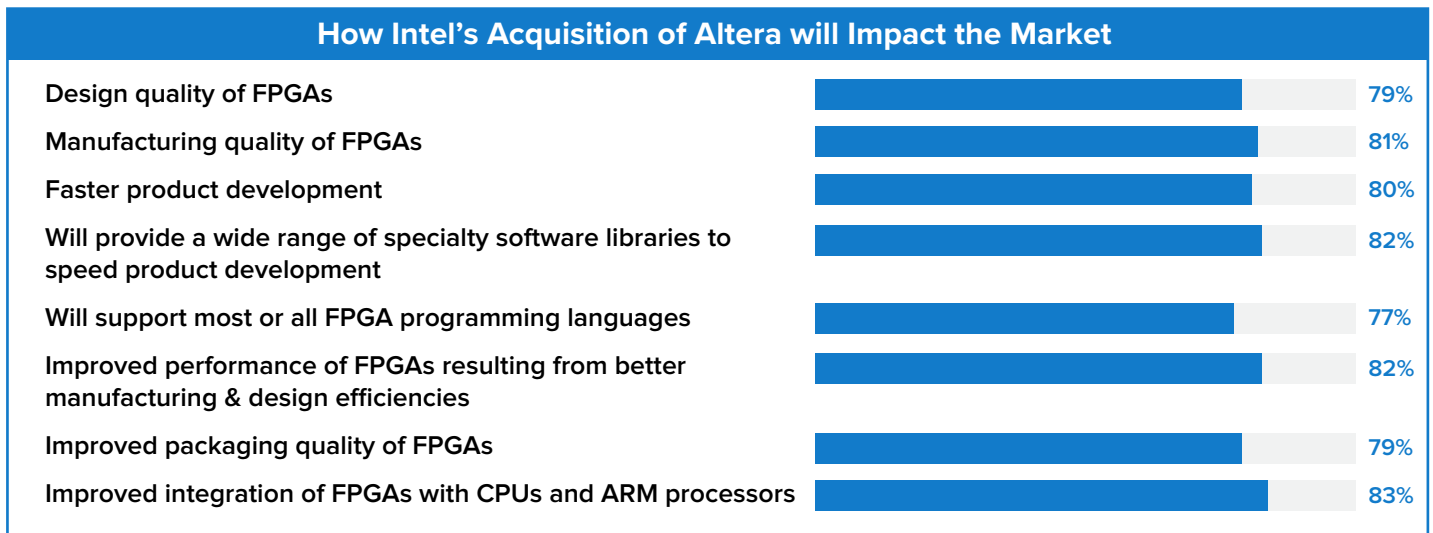 How Intel’s Acquisition of Altera will Impact the Market
Design quality of FPGAs 79%
Manufacturing quality of FPGAs 81%
Faster product development 80%
Will provide a wide range of specialty software libraries to 82%
speed product development
Will support most or all FPGA programming languages 77%
Improved performance of FPGAs resulting from better 82%
manufacturing & design efficiencies
Improved packaging quality of FPGAs 79%
Improved integration of FPGAs with CPUs and ARM processors 83%